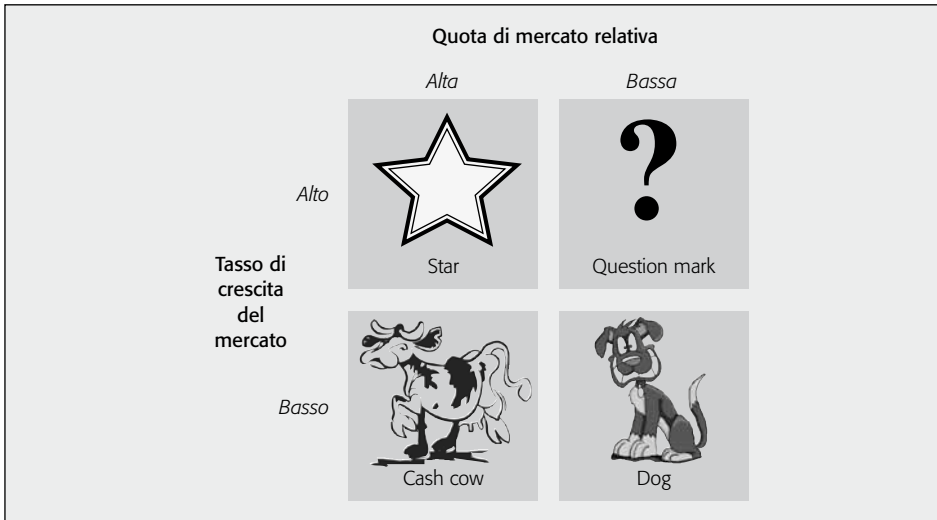 Quota di mercato relativa
Alta Bassa
Alto
?
Star Question mark
Tasso di
crescita
del
mercato
Basso
Cash cow Dog